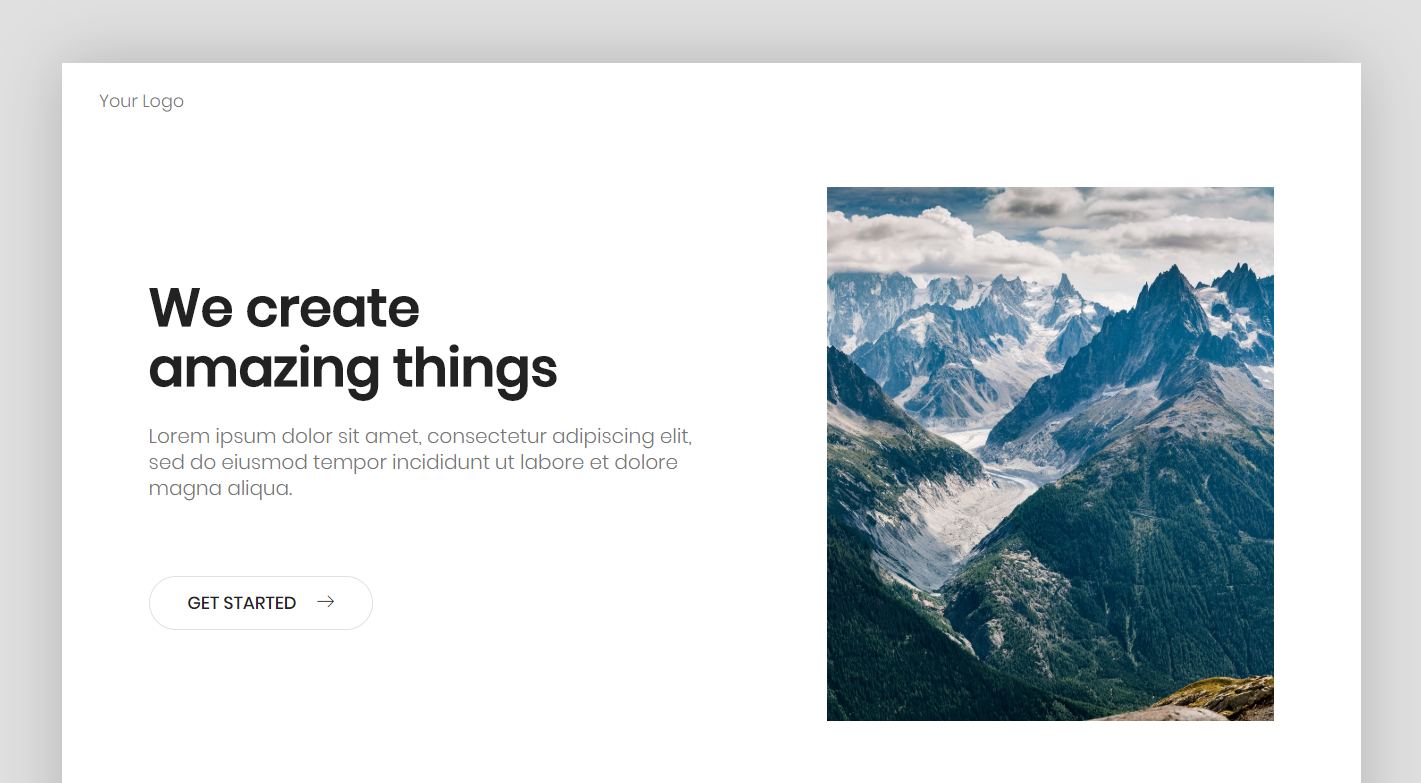 Your Logo
We create
amazing things
Lorem ipsum dolor sit amet, consectetur adipiscing elit,
sed do eiusmod tempor incididunt ut labore et dolore
magna aliqua.
GET STARTED